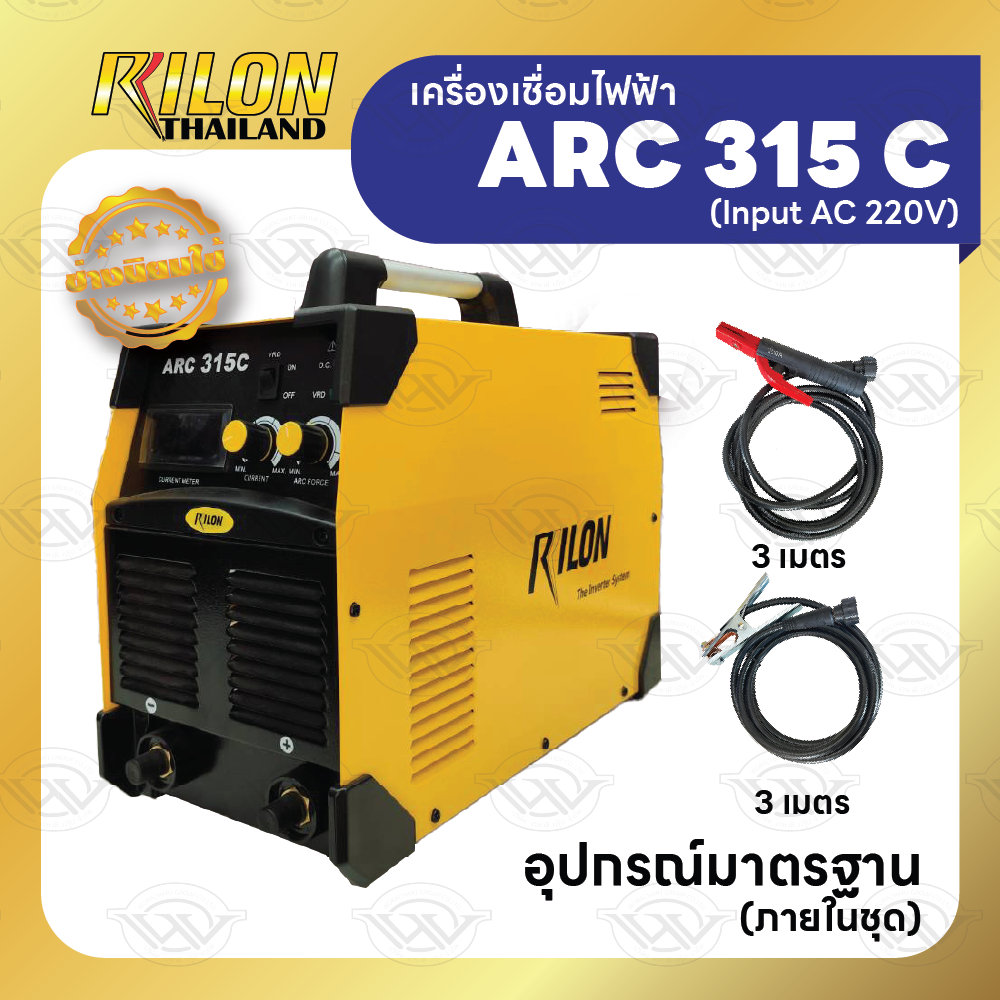 RILON
THAILAND
เครื่องเชื่อมไฟฟ้า
ARC 315 C
(Input AC 220V)
ช่างนิยมใช้
ARC 315C
VRD
ON
OFF
O.C.
VRD
MIN.
MAX.
MIN.
CURRENT
ARC FORCE
CURRENT METER
RILON
RILON
The Inverter System
3 เมตร
3 เมตร
อุปกรณ์มาตรฐาน
(ภายในชุด)